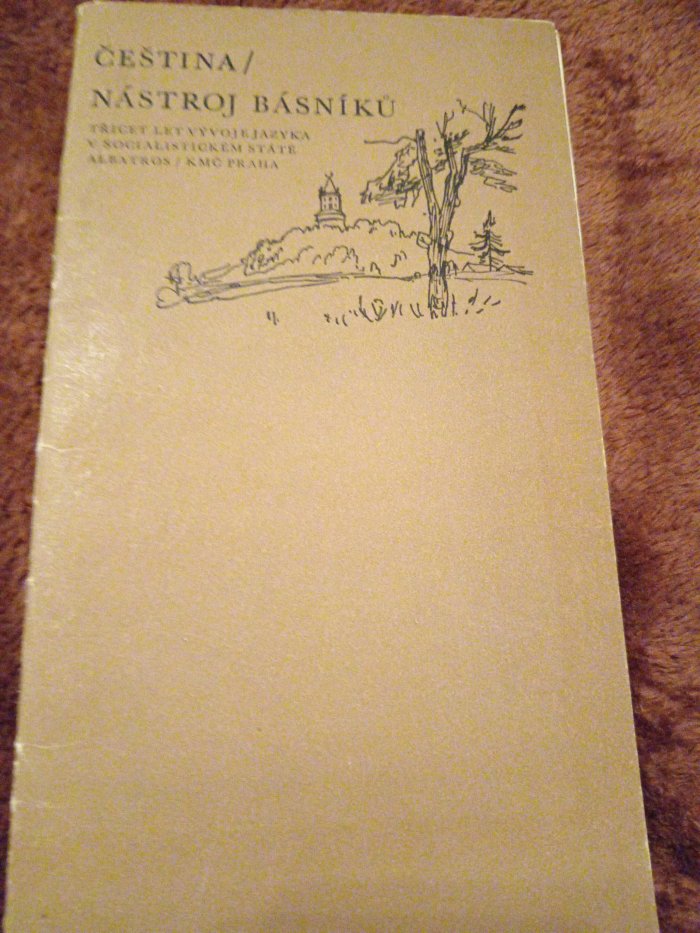 ČEŠTINA/
NÁSTROJ BÁSNÍKŮ
TŘICET LET VÝVOJE JAZYKA
V SOCIALISTICKÉM STÁTĚ
ALBATROS / KMČ PRAHA